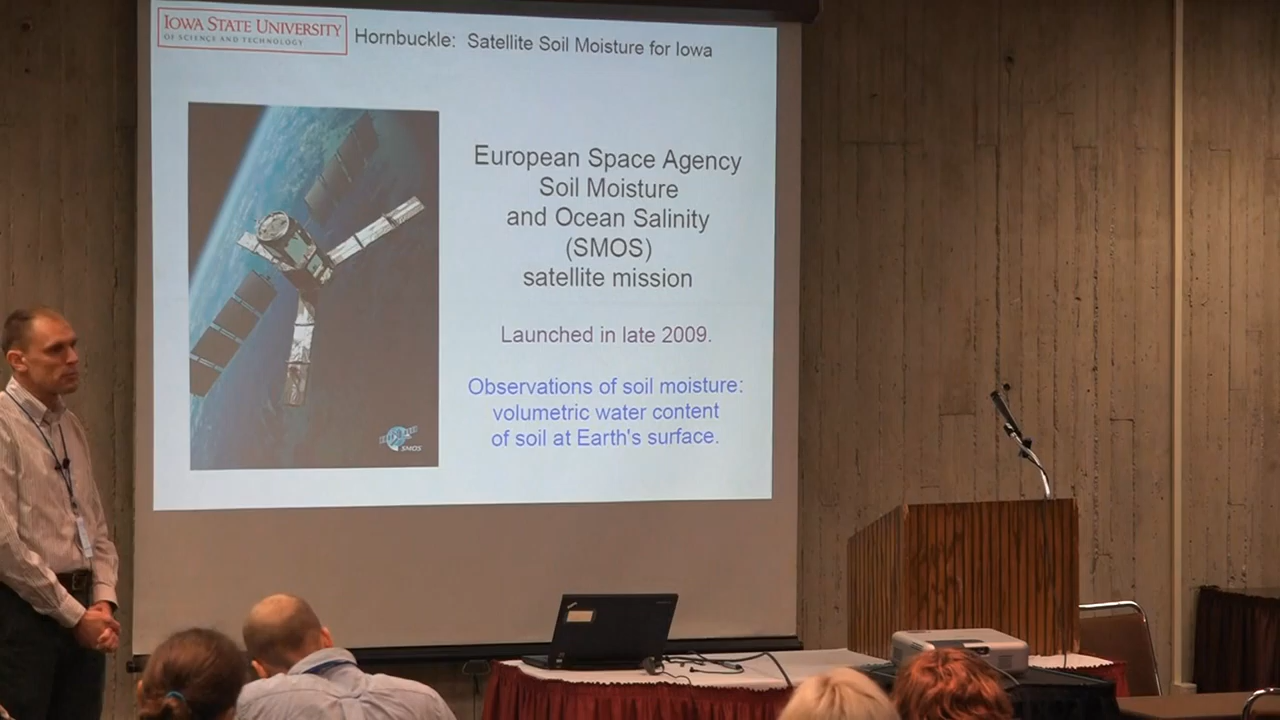 IOWA STATE UNIVERSITY
OF SCIENCE AND TECHNOLOGY
Hornbuckle: Satellite Soil Moisture for Iowa
European Space Agency
Soil Moisture
and Ocean Salinity
(SMOS)
satellite mission
Launched in late 2009.
Observations of soil moisture:
volumetric water content
of soil at Earth's surface.
SMOS